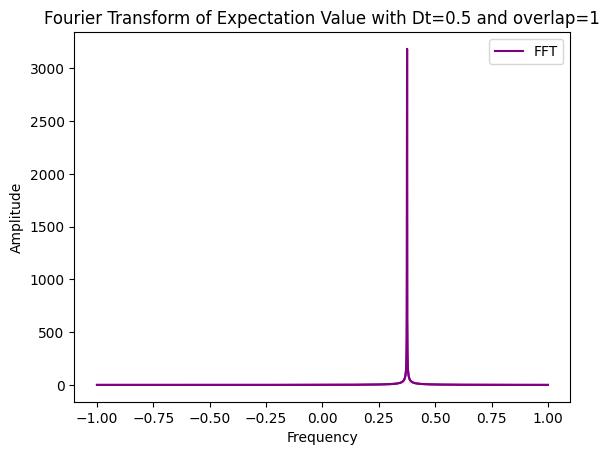 Fourier Transform of Expectation Value with Dt=0.5 and overlap=1
FFT
3000
2500
2000
1500
1000
500
0
Amplitude
−1.00 −0.75 −0.50 −0.25 0.00 0.25 0.50 0.75 1.00
Frequency